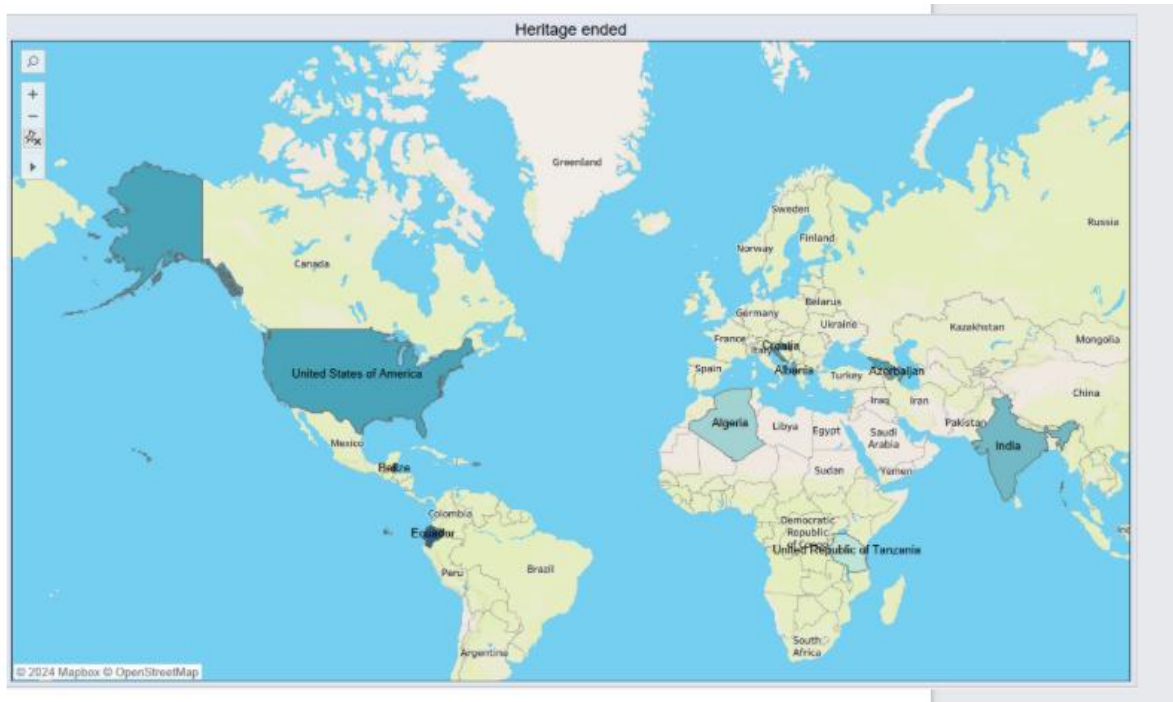 Heritage ended
Greenland
Sweden
Russia
Finland
Norway
Canada
Belarus
Germany
Ukraine
Kazakhstan
France
Mongolia
Italy
Croatia
Spain
Albania
Turkey
Azerbaijan
United States of America
China
Iraq
Iran
Algeria
Libya
Egypt
Pakistan
Saudi
Arabia
Mexico
India
Belize
Sudan
Yemen
Colombia
Ecuador
Democratic
Republic
United Republic of Tanzania
Peru
Brazil
South
Africa
Argentina
© 2024 Mapbox © OpenStreetMap